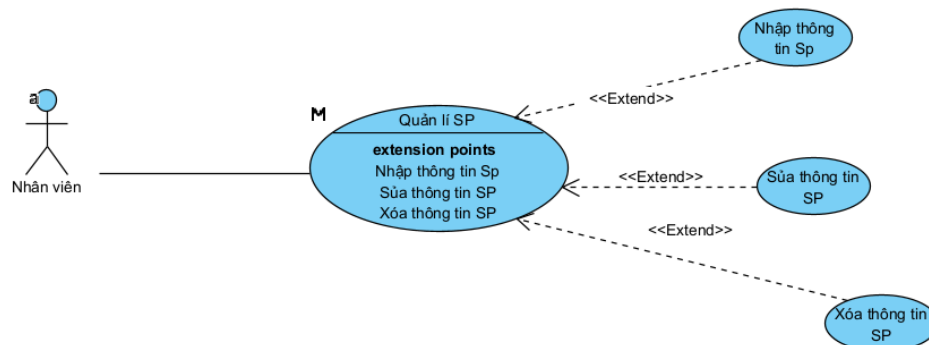 Nhập thông
tin Sp
<<Extend>>
a
M
Quản lí SP
extension points
Nhập thông tin Sp
Sủa thông tin SP
Xóa thông tin SP
Nhân viên
<<Extend>>
Sủa thông tin
SP
<<Extend>>
Xóa thông tin
SP